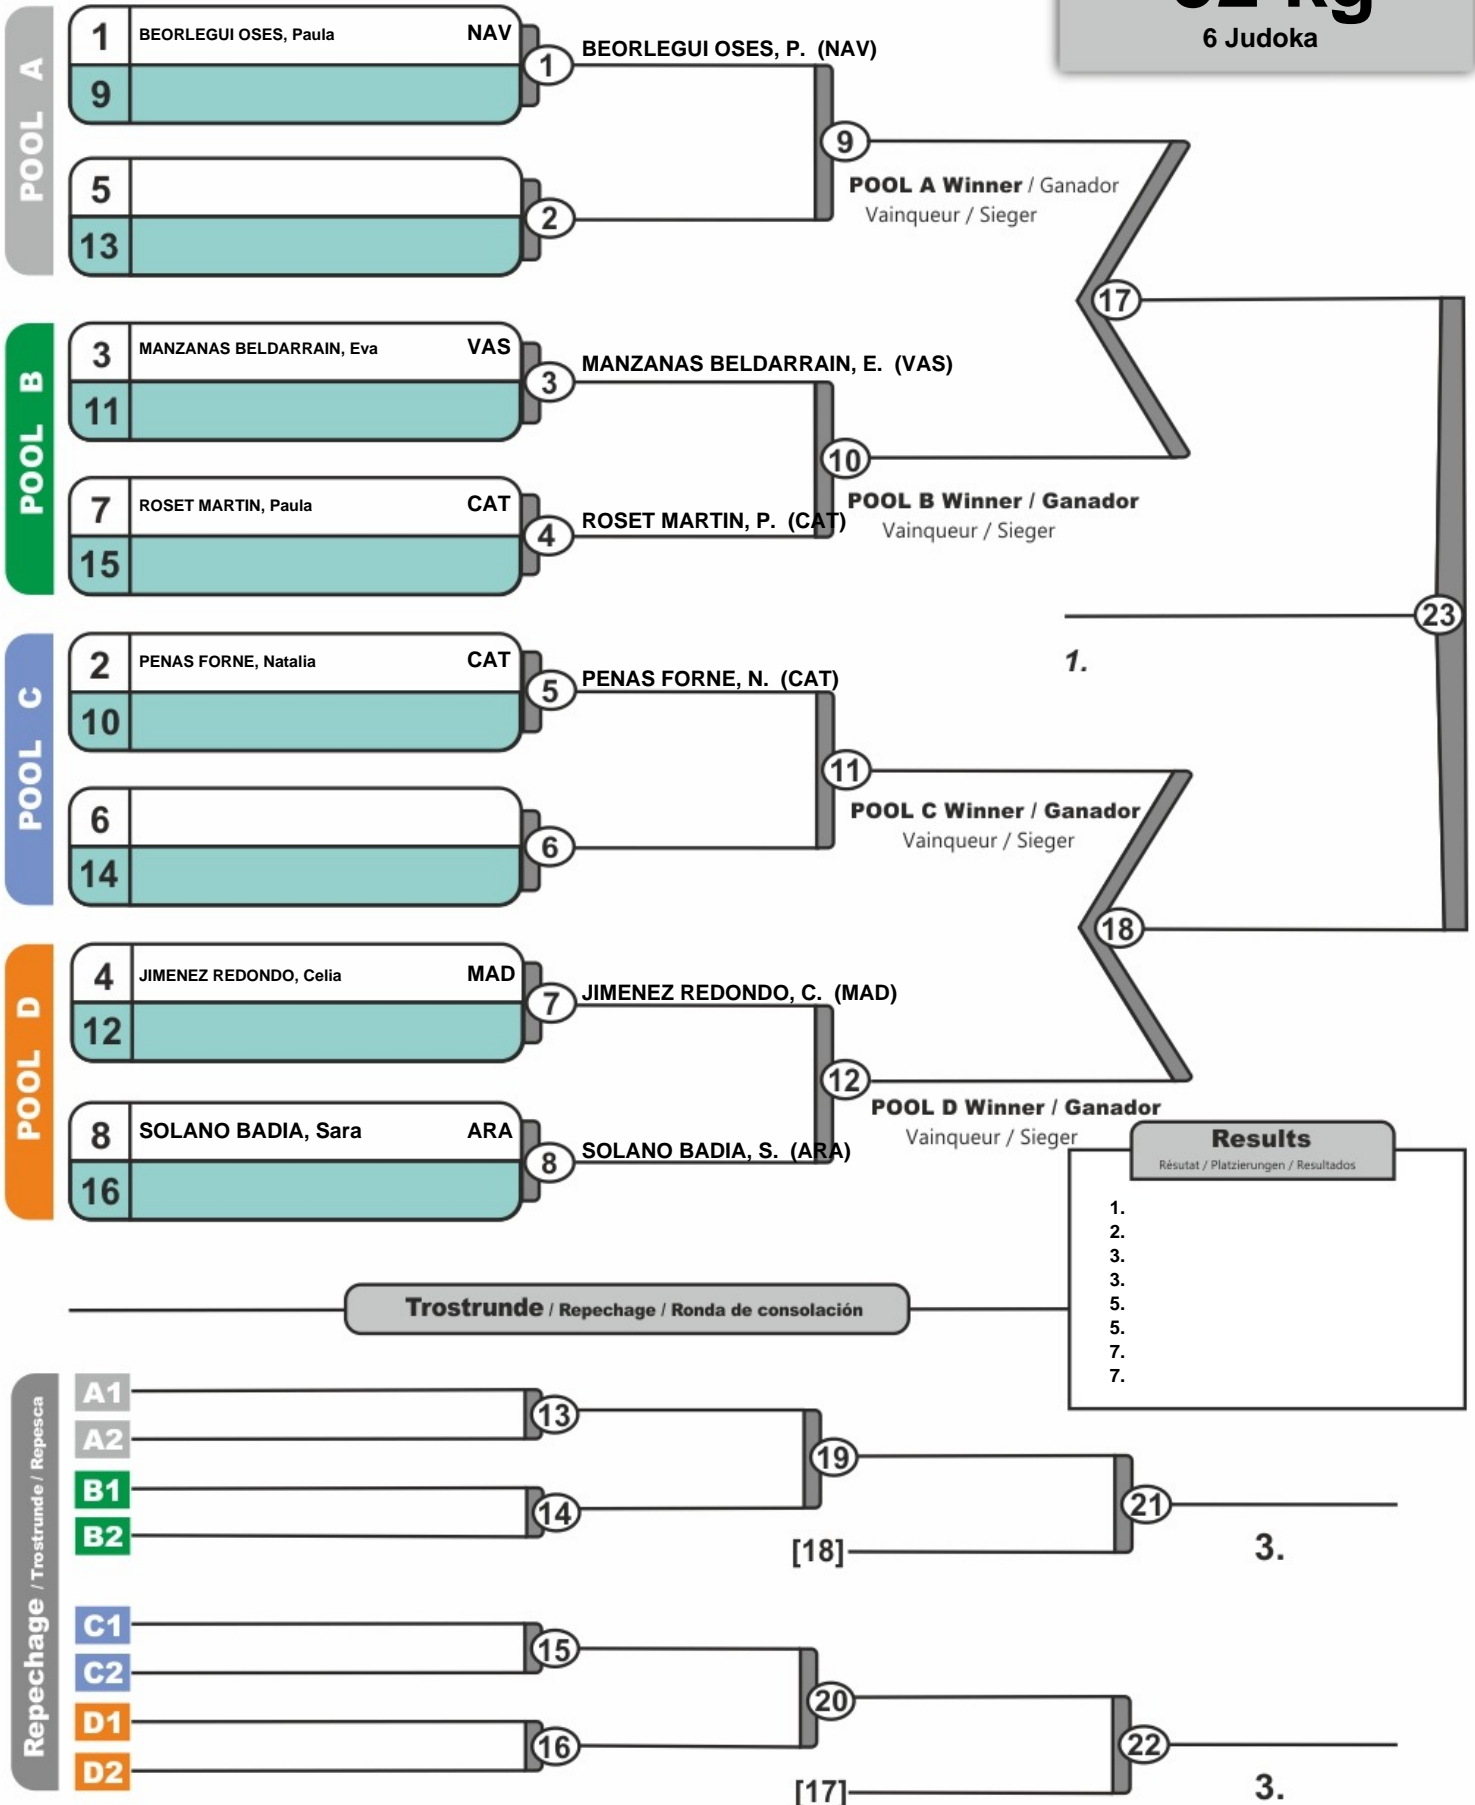 6 Judoka
POOL A
1 BEORLEGUI OSES, Paula NAV
9
1
BEORLEGUI OSES, P. (NAV)
5
13
2
9
POOL A Winner / Ganador
Vainqueur / Sieger
17
POOL B
3 MANZANAS BELDARRAIN, Eva VAS
11
3
MANZANAS BELDARRAIN, E. (VAS)
7 ROSET MARTIN, Paula CAT
15
4
ROSET MARTIN, P. (CAT)
10
POOL B Winner / Ganador
Vainqueur / Sieger
23
1.
POOL C
2 PENAS FORNE, Natalia CAT
10
5
PENAS FORNE, N. (CAT)
6
14
6
11
POOL C Winner / Ganador
Vainqueur / Sieger
18
POOL D
4 JIMENEZ REDONDO, Celia MAD
12
7
JIMENEZ REDONDO, C. (MAD)
8 SOLANO BADIA, Sara ARA
16
8
SOLANO BADIA, S. (ARA)
12
POOL D Winner / Ganador
Vainqueur / Sieger
Results
Résutat / Platzierungen / Resultados
1.
2.
3.
3.
5.
5.
7.
7.
Trostrunde / Repechage / Ronda de consolación
Repechage / Trostrunde / Repesca
A1
A2
13
B1
B2
14
19
[18]
21
3.
C1
C2
15
D1
D2
16
20
[17]
22
3.